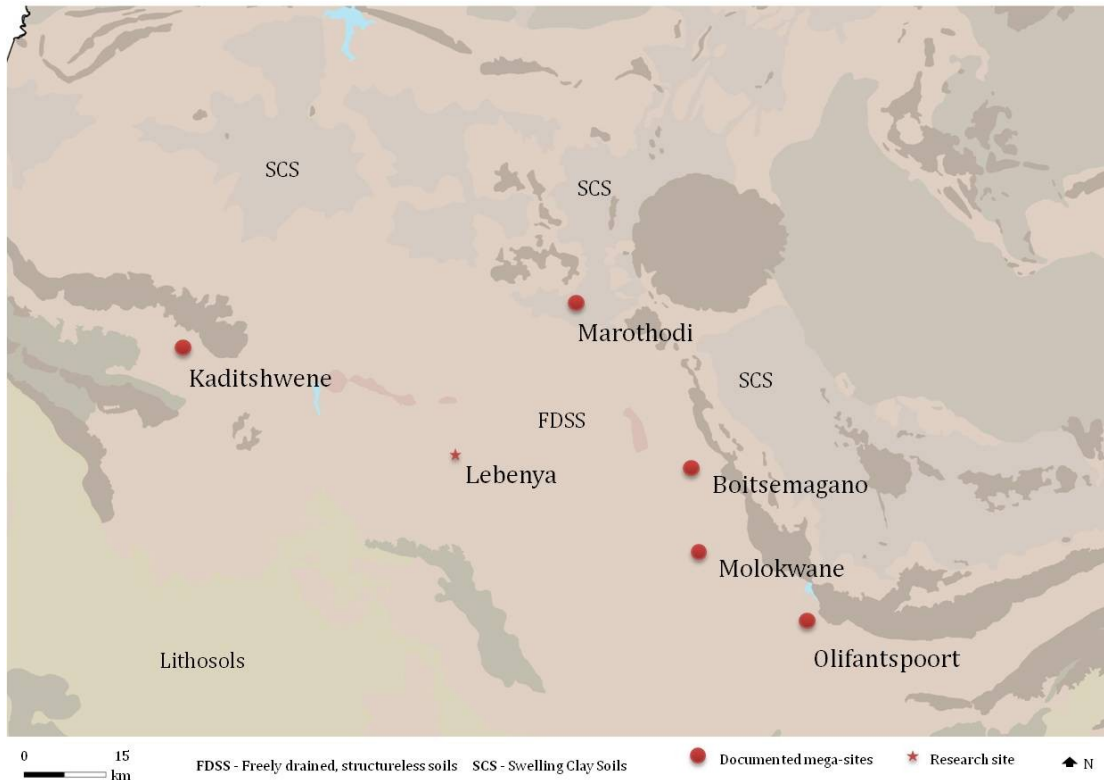 SCS
SCS
Marothodi
Kaditshwene
SCS
FDSS
Lebenya
Boitsemagano
Molokwane
Olifantspoort
Lithosols
0 15
km
FDSS - Freely drained, structureless soils SCS - Swelling Clay Soils
Documented mega-sites
Research site
N